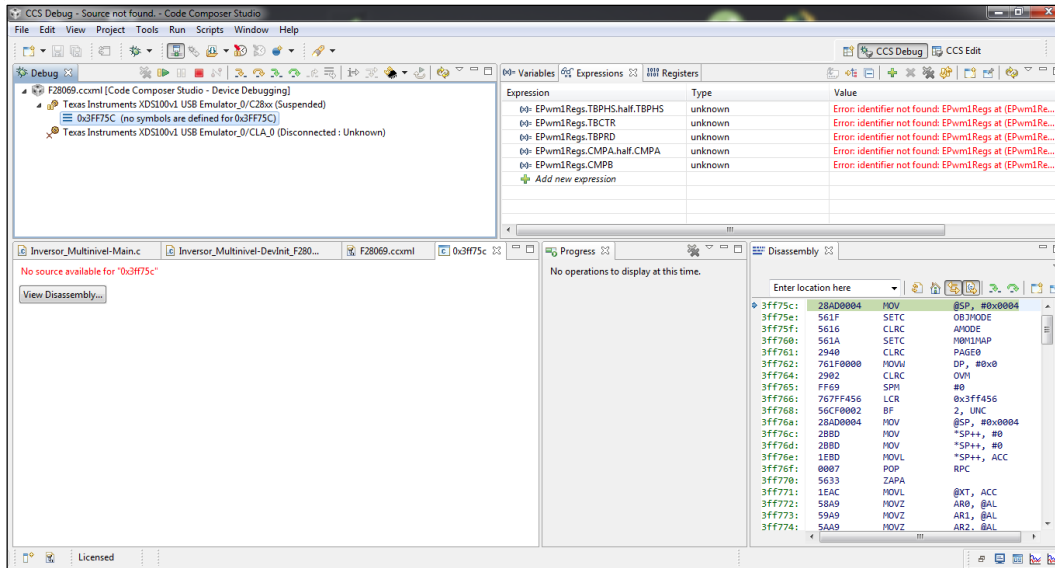 CCS Debug - Source not found. - Code Composer Studio
File Edit View Project Tools Run Scripts Window Help
CCS Debug CCS Edit
Debug
F28069.ccxml [Code Composer Studio - Device Debugging]
Texas Instruments XDS100v1 USB Emulator_0/C28xx (Suspended)
0x3FF75C (no symbols are defined for 0x3FF75C)
Texas Instruments XDS100v1 USB Emulator_0/CLA_0 (Disconnected : Unknown)
(x)= Variables Expressions Registers
Expression Type Value
(x)= EPwm1Regs.TBPHS.half.TBPHS unknown Error: identifier not found: EPwm1Regs at (EPwm1Re...
(x)= EPwm1Regs.TBCTR unknown Error: identifier not found: EPwm1Regs at (EPwm1Re...
(x)= EPwm1Regs.TBPRD unknown Error: identifier not found: EPwm1Regs at (EPwm1Re...
(x)= EPwm1Regs.CMPA.half.CMPA unknown Error: identifier not found: EPwm1Regs at (EPwm1Re...
(x)= EPwm1Regs.CMPB unknown Error: identifier not found: EPwm1Regs at (EPwm1Re...
Add new expression
Inversor_Multinivel-Main.c Inversor_Multinivel-DevInit_F280... F28069.ccxml 0x3ff75c
No source available for "0x3ff75c"
View Disassembly...
Progress
No operations to display at this time.
Disassembly
Enter location here
3ff75c: 28AD0004 MOV @SP, #0x0004
3ff75e: 561F SETC OBJMODE
3ff75f: 5616 CLRC AMODE
3ff760: 561A SETC M0M1MAP
3ff761: 2940 CLRC PAGE0
3ff762: 761F0000 MOVW DP, #0x0
3ff764: 2902 CLRC OVM
3ff765: FF69 SPM #0
3ff766: 767FF456 LCR 0x3ff456
3ff768: 56CF0002 BF 2, UNC
3ff76a: 28AD0004 MOV @SP, #0x0004
3ff76c: 2BBD MOV *SP++, #0
3ff76d: 2BBD MOV *SP++, #0
3ff76e: 1EBD MOVL *SP++, ACC
3ff76f: 0007 POP RPC
3ff770: 5633 ZAPA
3ff771: 1EAC MOVL @XT, ACC
3ff772: 58A9 MOVZ AR0, @AL
3ff773: 59A9 MOVZ AR1, @AL
3ff774: 5AA9 MOVZ AR2, @AL
Licensed